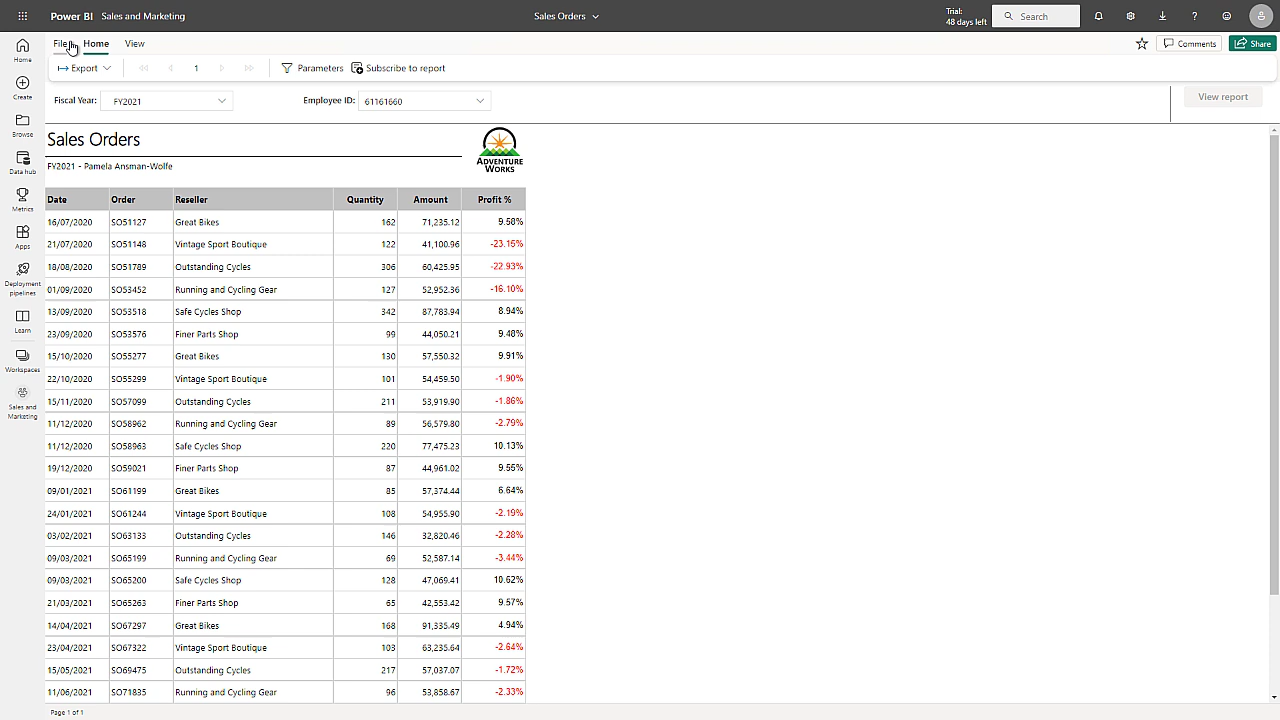 Power BI Sales and Marketing Sales Orders Trial: 48 days left Search
File Home View Comments Share
Export 1 Parameters Subscribe to report
Fiscal Year: FY2021 Employee ID: 61161660 View report
Home
Create
Browse
Data hub
Metrics
Apps
Deployment pipelines
Learn
Workspaces
Sales and Marketing
Sales Orders
ADVENTURE WORKS
FY2021 - Pamela Ansman-Wolfe
Date Order Reseller Quantity Amount Profit %
16/07/2020 SO51127 Great Bikes 162 71,235.12 9.58%
21/07/2020 SO51148 Vintage Sport Boutique 122 41,100.96 -23.15%
18/08/2020 SO51789 Outstanding Cycles 306 60,425.95 -22.93%
01/09/2020 SO53452 Running and Cycling Gear 127 52,952.36 -16.10%
13/09/2020 SO53518 Safe Cycles Shop 342 87,783.94 8.94%
23/09/2020 SO53576 Finer Parts Shop 99 44,050.21 9.48%
15/10/2020 SO55277 Great Bikes 130 57,550.32 9.91%
22/10/2020 SO55299 Vintage Sport Boutique 101 54,459.50 -1.90%
15/11/2020 SO57099 Outstanding Cycles 211 53,919.90 -1.86%
11/12/2020 SO58962 Running and Cycling Gear 89 56,579.80 -2.79%
11/12/2020 SO58963 Safe Cycles Shop 220 77,475.23 10.13%
19/12/2020 SO59021 Finer Parts Shop 87 44,961.02 9.55%
09/01/2021 SO61199 Great Bikes 85 57,374.44 6.64%
24/01/2021 SO61244 Vintage Sport Boutique 108 54,955.90 -2.19%
03/02/2021 SO63133 Outstanding Cycles 146 32,820.46 -2.28%
09/03/2021 SO65199 Running and Cycling Gear 69 52,587.14 -3.44%
09/03/2021 SO65200 Safe Cycles Shop 128 47,069.41 10.62%
21/03/2021 SO65263 Finer Parts Shop 65 42,553.42 9.57%
14/04/2021 SO67297 Great Bikes 168 91,335.49 4.94%
23/04/2021 SO67322 Vintage Sport Boutique 103 63,235.64 -2.64%
15/05/2021 SO69475 Outstanding Cycles 217 57,037.07 -1.72%
11/06/2021 SO71835 Running and Cycling Gear 96 53,858.67 -2.33%
Page 1 of 1